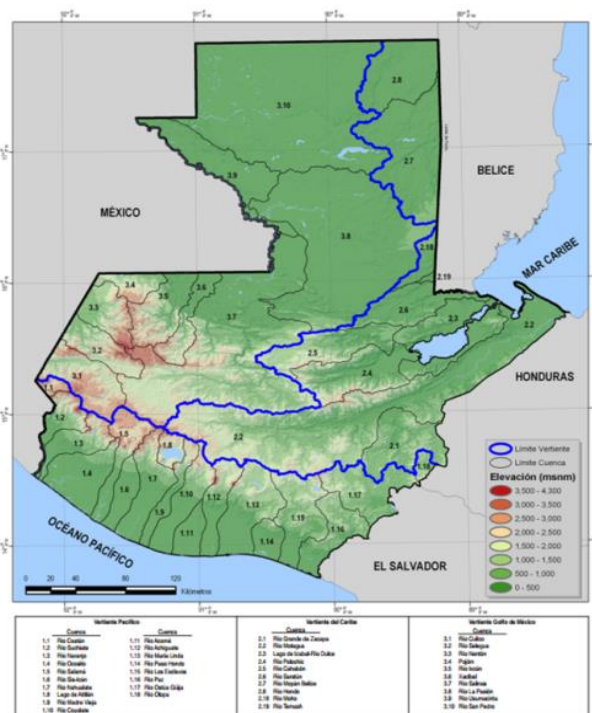 MÉXICO
BELICE
MAR CARIBE
HONDURAS
EL SALVADOR
OCÉANO PACÍFICO
3.10
2.8
2.7
3.9
3.8
2.18
2.19
3.4
3.5
3.6
3.3
3.7
2.6
2.3
2.2
3.2
2.5
2.4
3.1
1.1
1.2
1.3
1.5
1.8
2.2
2.1
1.18
1.4
1.6
1.7
1.9
1.10
1.11
1.12
1.13
1.14
1.15
1.16
1.17
Límite Vertiente
Límite Cuenca
Elevación (msnm)
3,500 - 4,300
3,000 - 3,500
2,500 - 3,000
2,000 - 2,500
1,500 - 2,000
1,000 - 1,500
500 - 1,000
0 - 500
0 20 40 80 120
Kilómetros
Vertiente Pacífico
Cuenca
1.1 Río Coatán
1.2 Río Suchiate
1.3 Río Naranjo
1.4 Río Ocosito
1.5 Río Samalá
1.6 Río Sis-Icán
1.7 Río Nahualate
1.8 Lago de Atitlán
1.9 Río Madre Vieja
1.10 Río Coyolate
1.11 Río Acomé
1.12 Río Achiguate
1.13 Río María Linda
1.14 Río Paso Hondo
1.15 Río Los Esclavos
1.16 Río Paz
1.17 Río Ostúa Güija
1.18 Río Olopa
Vertiente del Caribe
Cuenca
2.1 Río Grande de Zacapa
2.2 Río Motagua
2.3 Lago de Izabal-Río Dulce
2.4 Río Polochic
2.5 Río Cahabón
2.6 Río Sarstún
2.7 Río Mopán Belice
2.8 Río Hondo
2.18 Río Moho
2.19 Río Temash
Vertiente Golfo de México
Cuenca
3.1 Río Cuilco
3.2 Río Selegua
3.3 Río Nentón
3.4 Pojóm
3.5 Río Ixcán
3.6 Xaclbal
3.7 Río Salinas
3.8 Río La Pasión
3.9 Río Usumacinta
3.10 Río San Pedro